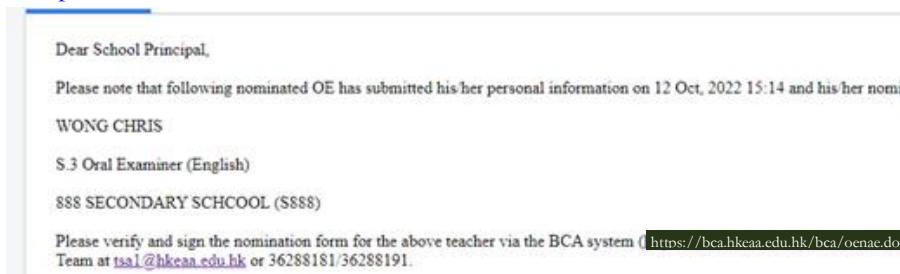 Dear School Principal,
Please note that following nominated OE has submitted his/her personal information on 12 Oct, 2022 15:14 and his/her nomi
WONG CHRIS
S.3 Oral Examiner (English)
888 SECONDARY SCHCOOL (S888)
Please verify and sign the nomination form for the above teacher via the BCA system ( https://bca.hkeaa.edu.hk/bca/oenae.do
Team at tsa1@hkeaa.edu.hk or 36288181/36288191.